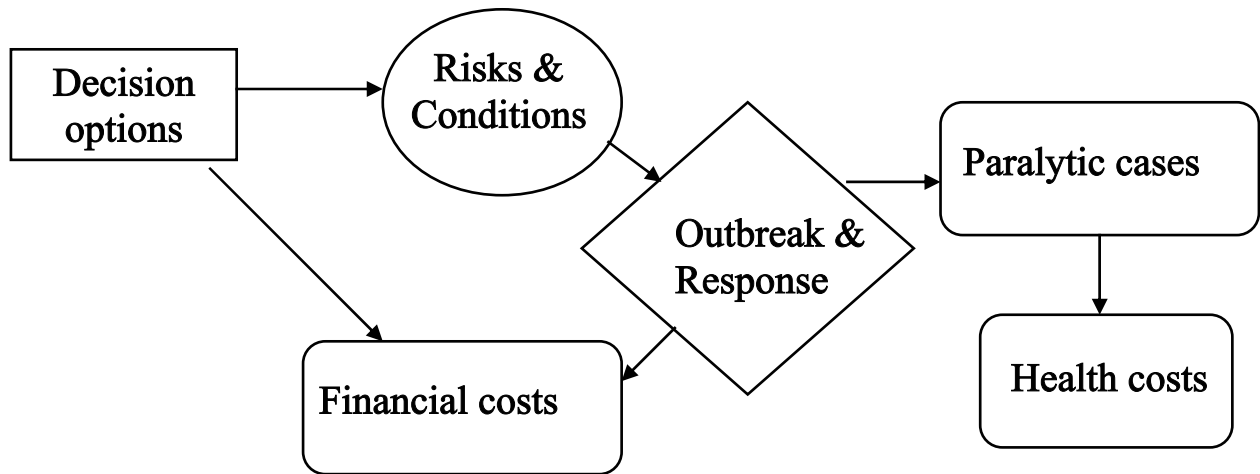 Decision
options
Risks &
Conditions
Outbreak &
Response
Paralytic cases
Financial costs
Health costs